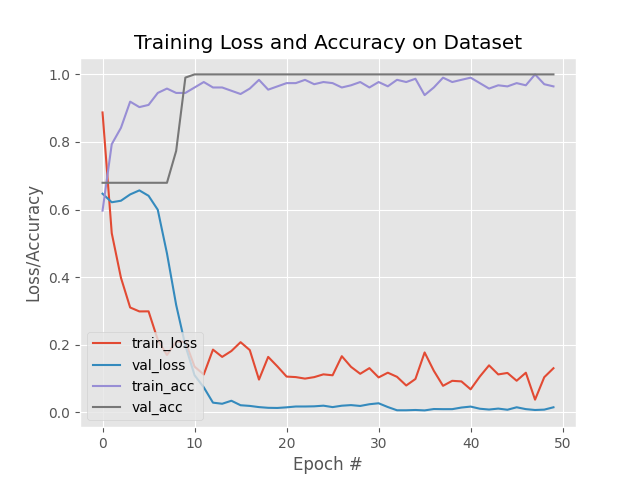 Training Loss and Accuracy on Dataset
Loss/Accuracy
1.0
0.8
0.6
0.4
0.2
0.0
train_loss
val_loss
train_acc
val_acc
0 10 20 30 40 50
Epoch #